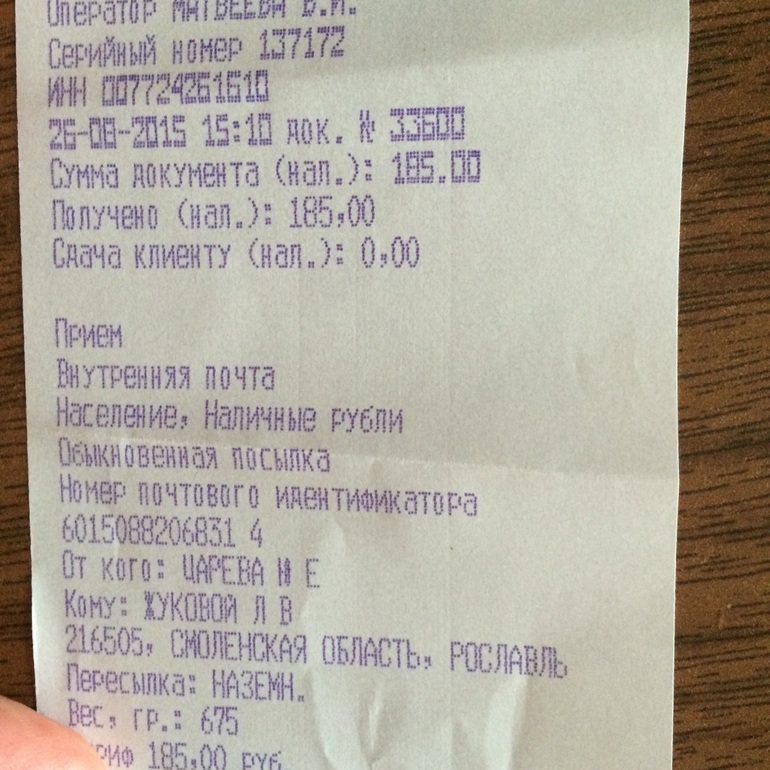 Оператор МАТВЕЕВА В.И.
Серийный номер 137172
ИНН 007724261610
26-08-2015 15:10 док. № 33600
Сумма документа (нал.): 185.00
Получено (нал.): 185,00
Сдача клиенту (нал.): 0,00
Прием
Внутренняя почта
Население, Наличные рубли
Обыкновенная посылка
Номер почтового идентификатора
6015088206831 4
От кого: ЦАРЕВА Е
Кому: ЖУКОВОЙ Л В
216505, СМОЛЕНСКАЯ ОБЛАСТЬ, РОСЛАВЛЬ
Пересылка: НАЗЕМН.
Вес, гр.: 675
185,00 руб